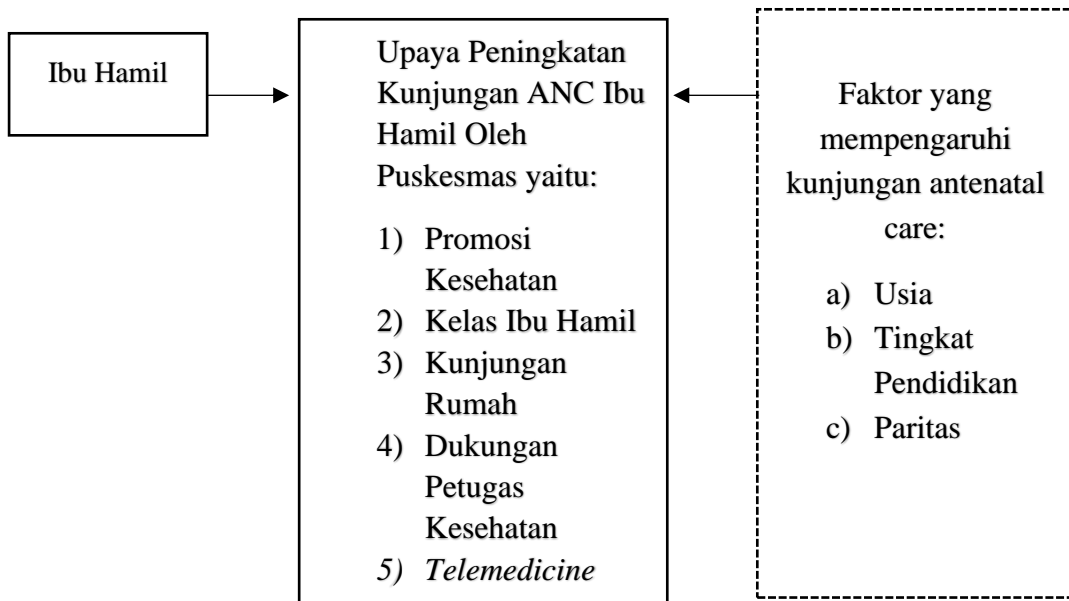 Ibu Hamil
Upaya Peningkatan
Kunjungan ANC Ibu
Hamil Oleh
Puskesmas yaitu:
1) Promosi
Kesehatan
2) Kelas Ibu Hamil
3) Kunjungan
Rumah
4) Dukungan
Petugas
Kesehatan
5) Telemedicine
Faktor yang
mempengaruhi
kunjungan antenatal
care:
a) Usia
b) Tingkat
Pendidikan
c) Paritas